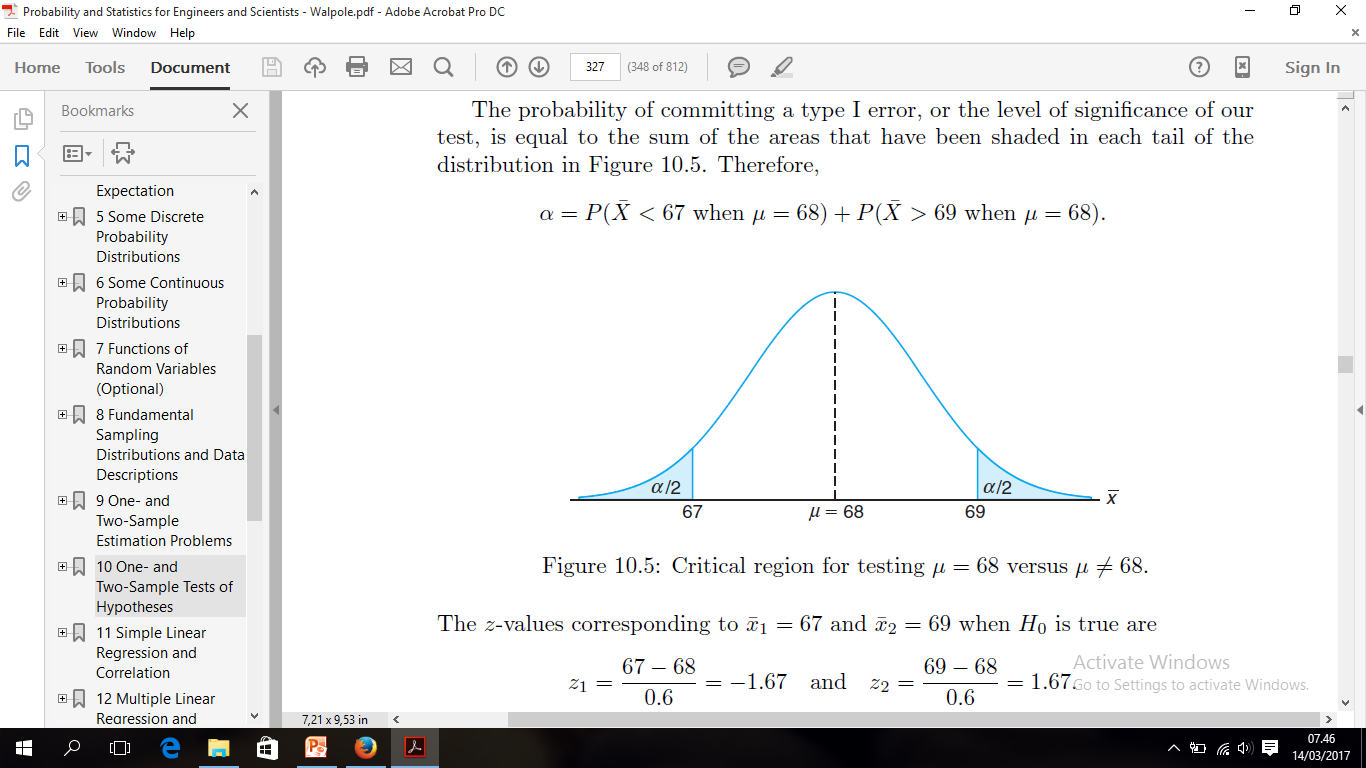 Probability and Statistics for Engineers and Scientists - Walpole.pdf - Adobe Acrobat Pro DC
File Edit View Window Help
Home Tools Document 327 (348 of 812) Sign In
Bookmarks
Expectation
5 Some Discrete
Probability
Distributions
6 Some Continuous
Probability
Distributions
7 Functions of
Random Variables
(Optional)
8 Fundamental
Sampling
Distributions and Data
Descriptions
9 One- and
Two-Sample
Estimation Problems
10 One- and
Two-Sample Tests of
Hypotheses
11 Simple Linear
Regression and
Correlation
12 Multiple Linear
Regression and
The probability of committing a type I error, or the level of significance of our
test, is equal to the sum of the areas that have been shaded in each tail of the
distribution in Figure 10.5. Therefore,
α = P(X̄ < 67 when μ = 68) + P(X̄ > 69 when μ = 68).
α/2 α/2
x̄
67 μ = 68 69
Figure 10.5: Critical region for testing μ = 68 versus μ ≠ 68.
The z-values corresponding to x̄₁ = 67 and x̄₂ = 69 when H₀ is true are
z₁ = (67 − 68)/0.6 = −1.67 and z₂ = (69 − 68)/0.6 = 1.67.
Activate Windows
Go to Settings to activate Windows.
7,21 x 9,53 in
07.46
14/03/2017